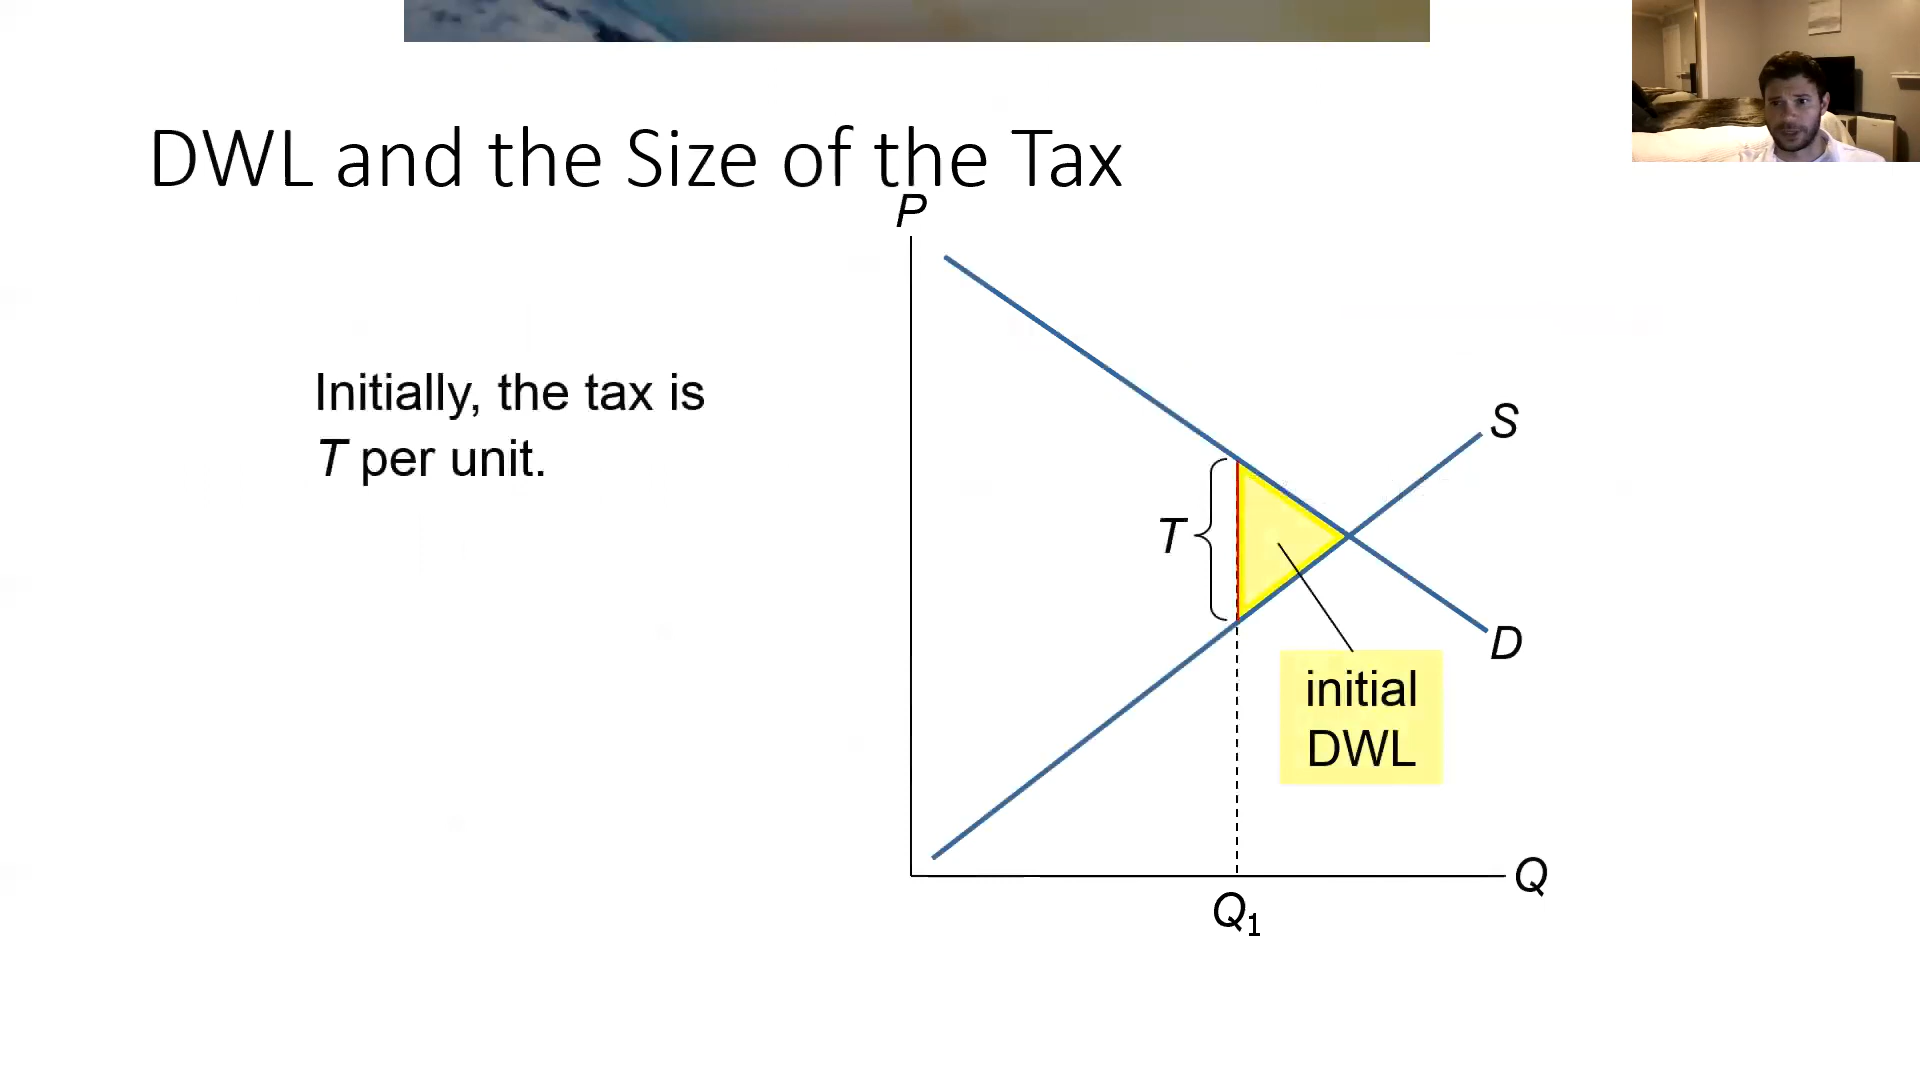 DWL and the Size of the Tax
P
Initially, the tax is
T per unit.
S
T
D
initial
DWL
Q
Q1